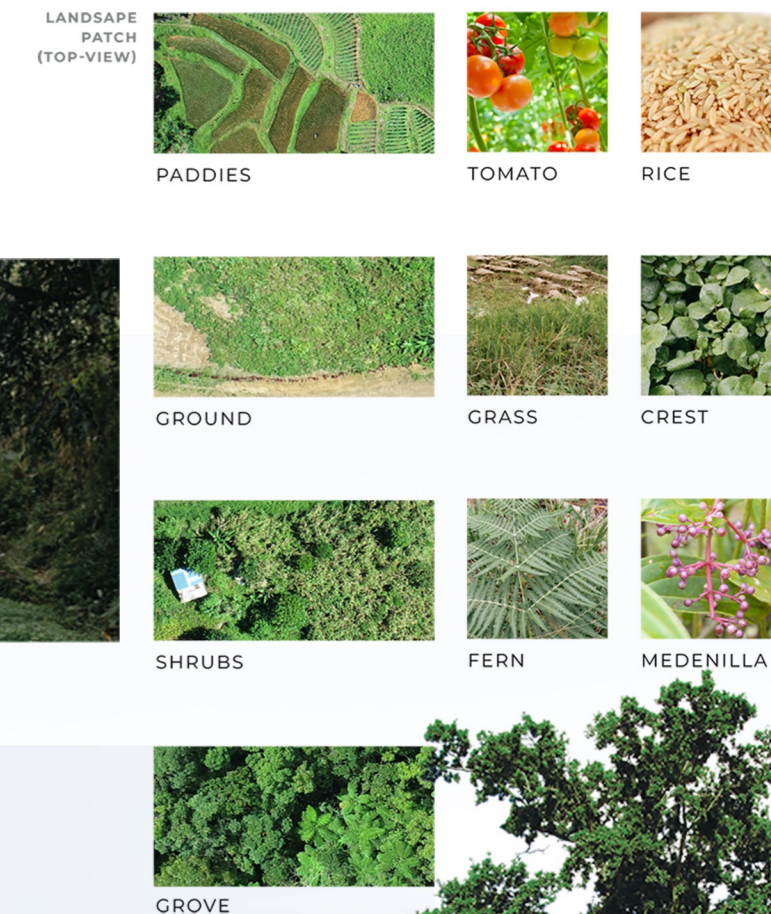 LANDSAPE
PATCH
(TOP-VIEW)
PADDIES
TOMATO
RICE
GROUND
GRASS
CREST
SHRUBS
FERN
MEDENILLA
GROVE